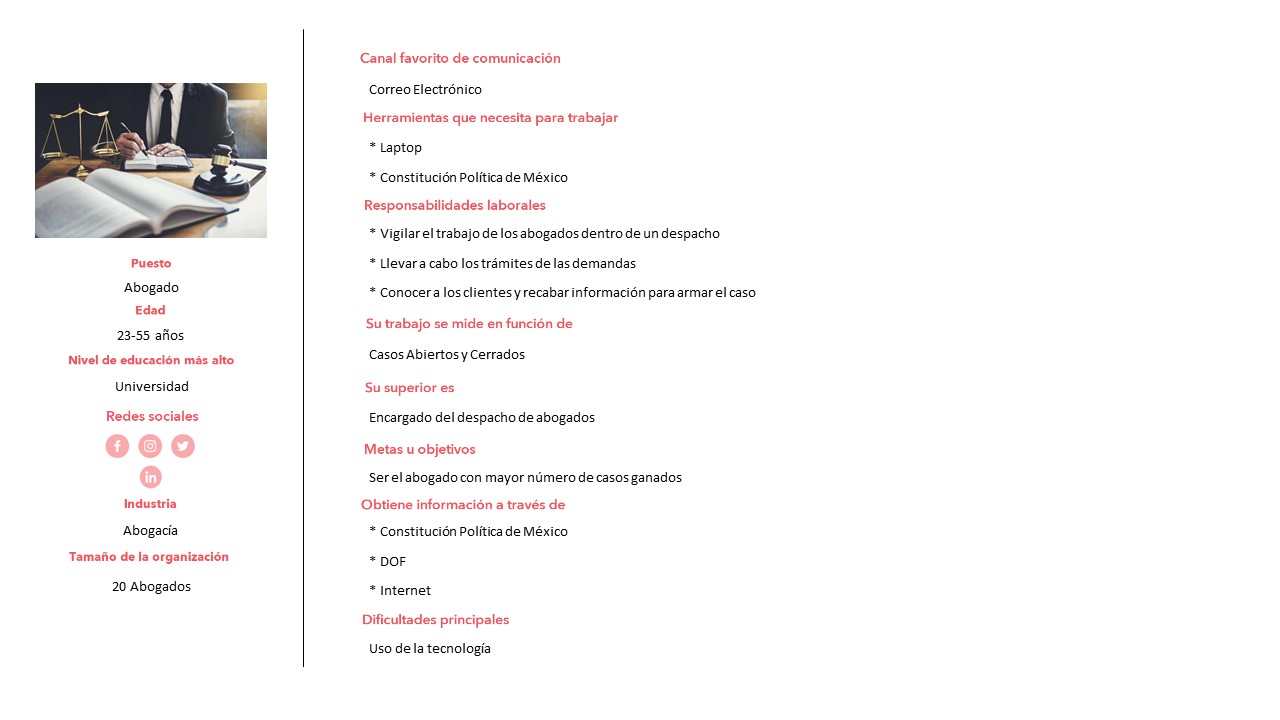 Puesto
Abogado
Edad
23-55 años
Nivel de educación más alto
Universidad
Redes sociales
Industria
Abogacía
Tamaño de la organización
20 Abogados
Canal favorito de comunicación
Correo Electrónico
Herramientas que necesita para trabajar
* Laptop
* Constitución Política de México
Responsabilidades laborales
* Vigilar el trabajo de los abogados dentro de un despacho
* Llevar a cabo los trámites de las demandas
* Conocer a los clientes y recabar información para armar el caso
Su trabajo se mide en función de
Casos Abiertos y Cerrados
Su superior es
Encargado del despacho de abogados
Metas u objetivos
Ser el abogado con mayor número de casos ganados
Obtiene información a través de
* Constitución Política de México
* DOF
* Internet
Dificultades principales
Uso de la tecnología